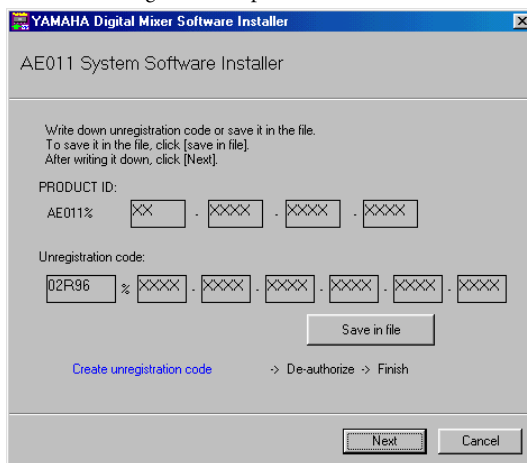 YAMAHA Digital Mixer Software Installer
AE011 System Software Installer
Write down unregistration code or save it in the file.
To save it in the file, click [save in file].
After writing it down, click [Next].
PRODUCT ID:
AE011% XX - XXXX - XXXX - XXXX
Unregistration code:
02R96 % XXXX - XXXX - XXXX - XXXX - XXXX - XXXX
Save in file
Create unregistration code -> De-authorize -> Finish
Next Cancel